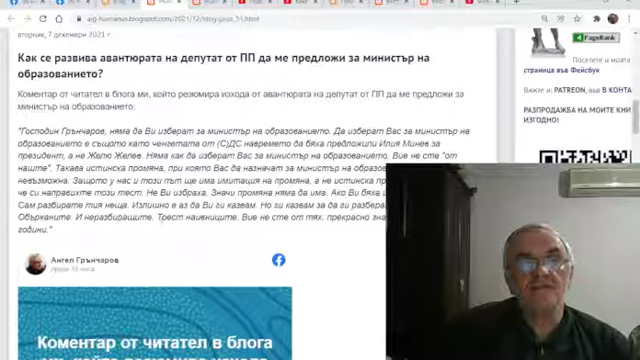 aig-humanus.blogspot.com/2021/12/blog-post_51.html
вторник, 7 декември 2021 г.
Как се развива авантюрата на депутат от ПП да ме предложи за министър на
образованието?
Коментар от читател в блога ми, който резюмира изхода от авантюрата на депутат от ПП да ме предложи за
министър на образованието:
"Господин Грънчаров, няма да Ви изберат за министър на образованието. Да изберат Вас за министър на
образованието е също като ченгетата от (С)ДС навремето да бяха предложили Илия Минев за
президент, а не Жельо Желев. Няма как да изберат Вас за министър на образованието. Вие не сте "от
нашите". Такава истинска промяна, при която Вас да назначат за министър на образо
невъзможна. Защото у нас и този път ще има имитация на промяна, а не истинска пр
се си направихте този тест. Не Ви избраха. Значи промяна няма да има. Ако Ви бяха
Сам разбирате тия неща. Излишно е аз да Ви ги казвам. Но ги казвам за да ги разбера
Обърканите. И неразбиращите. Трест наивниците. Вие не сте от тях, прекрасно зна
години."
Ангел Грънчаров
преди 15 часа
Коментар от читател в блога
PageRank
Посетете и моята
страница във Фейсбук
Вижте и: PATREON, БИ В КОНТА
РАЗПРОДАЖБА НА МОИТЕ КНИ
ИЗГОДНО!